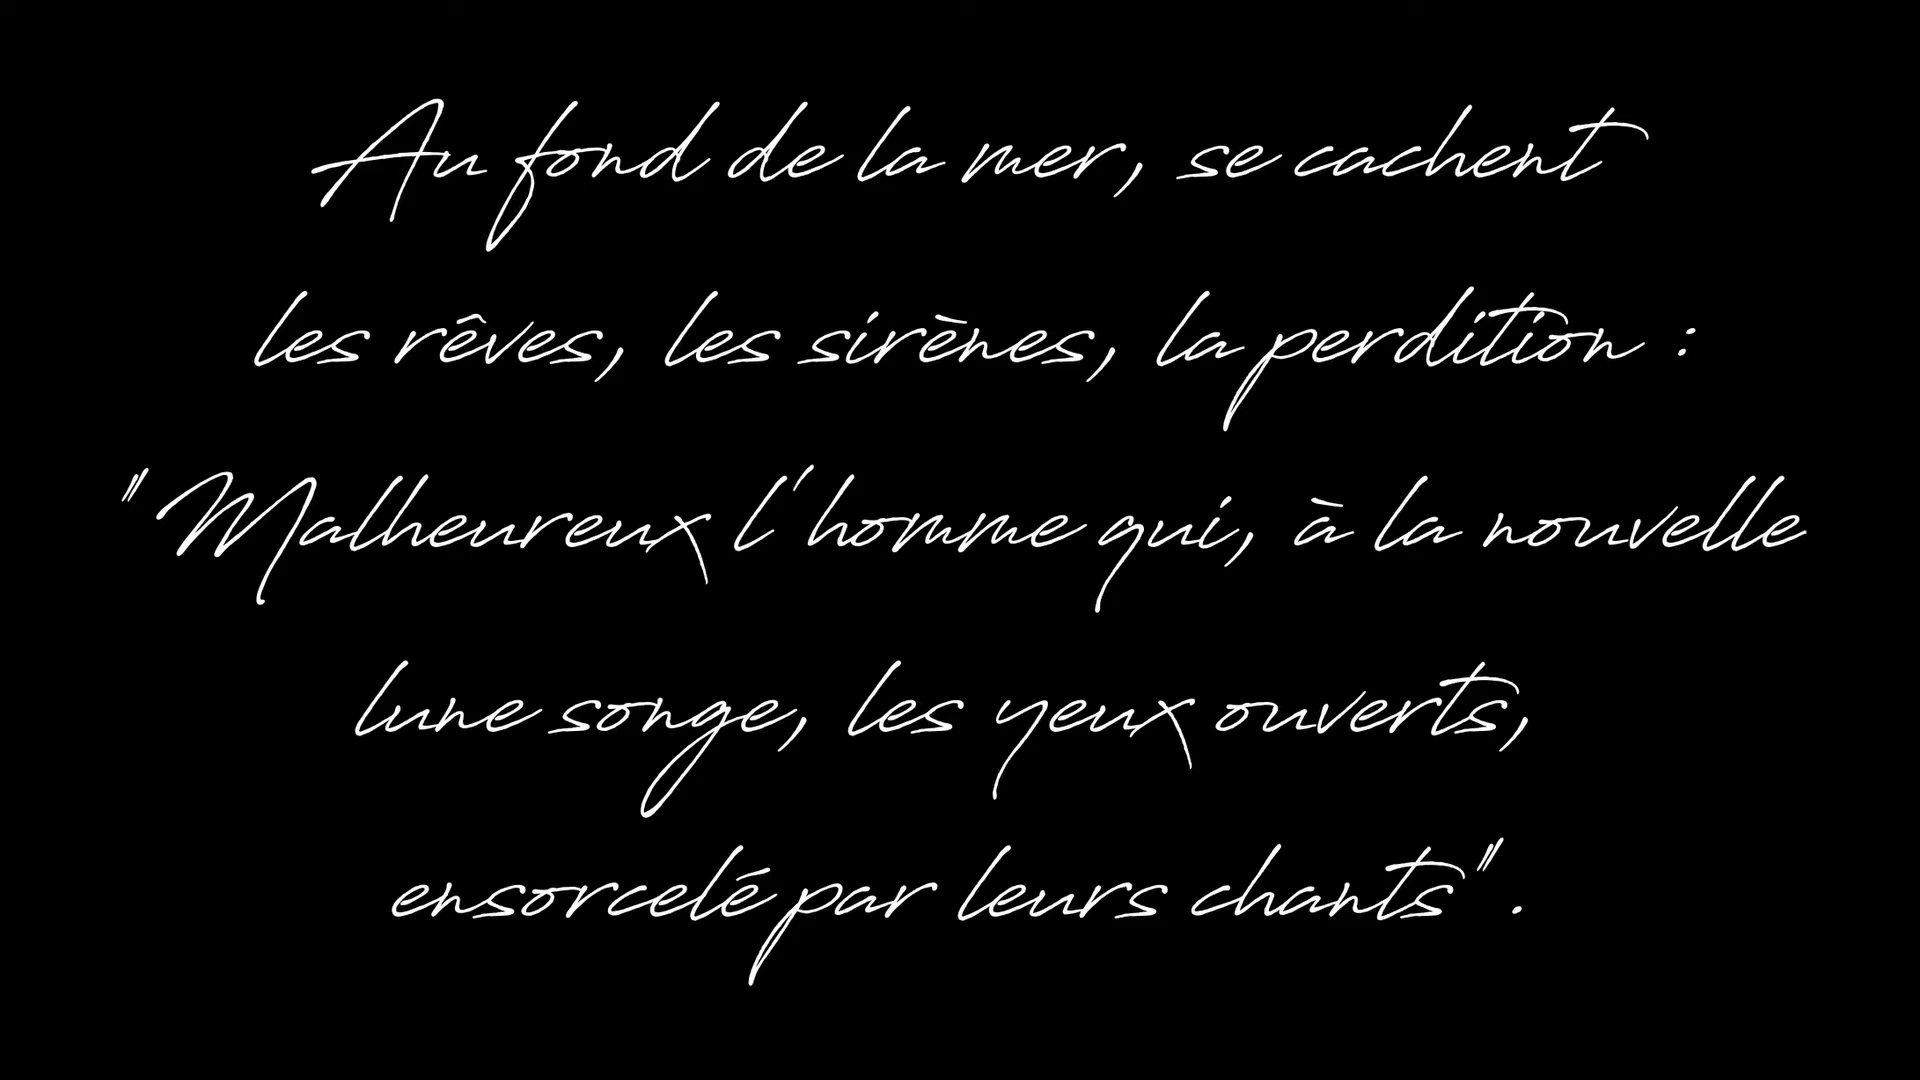 Au fond de la mer, se cachent
les rêves, les sirènes, la perdition :
"Malheureux l'homme qui, à la nouvelle
lune songe, les yeux ouverts,
ensorcelé par leurs chants".